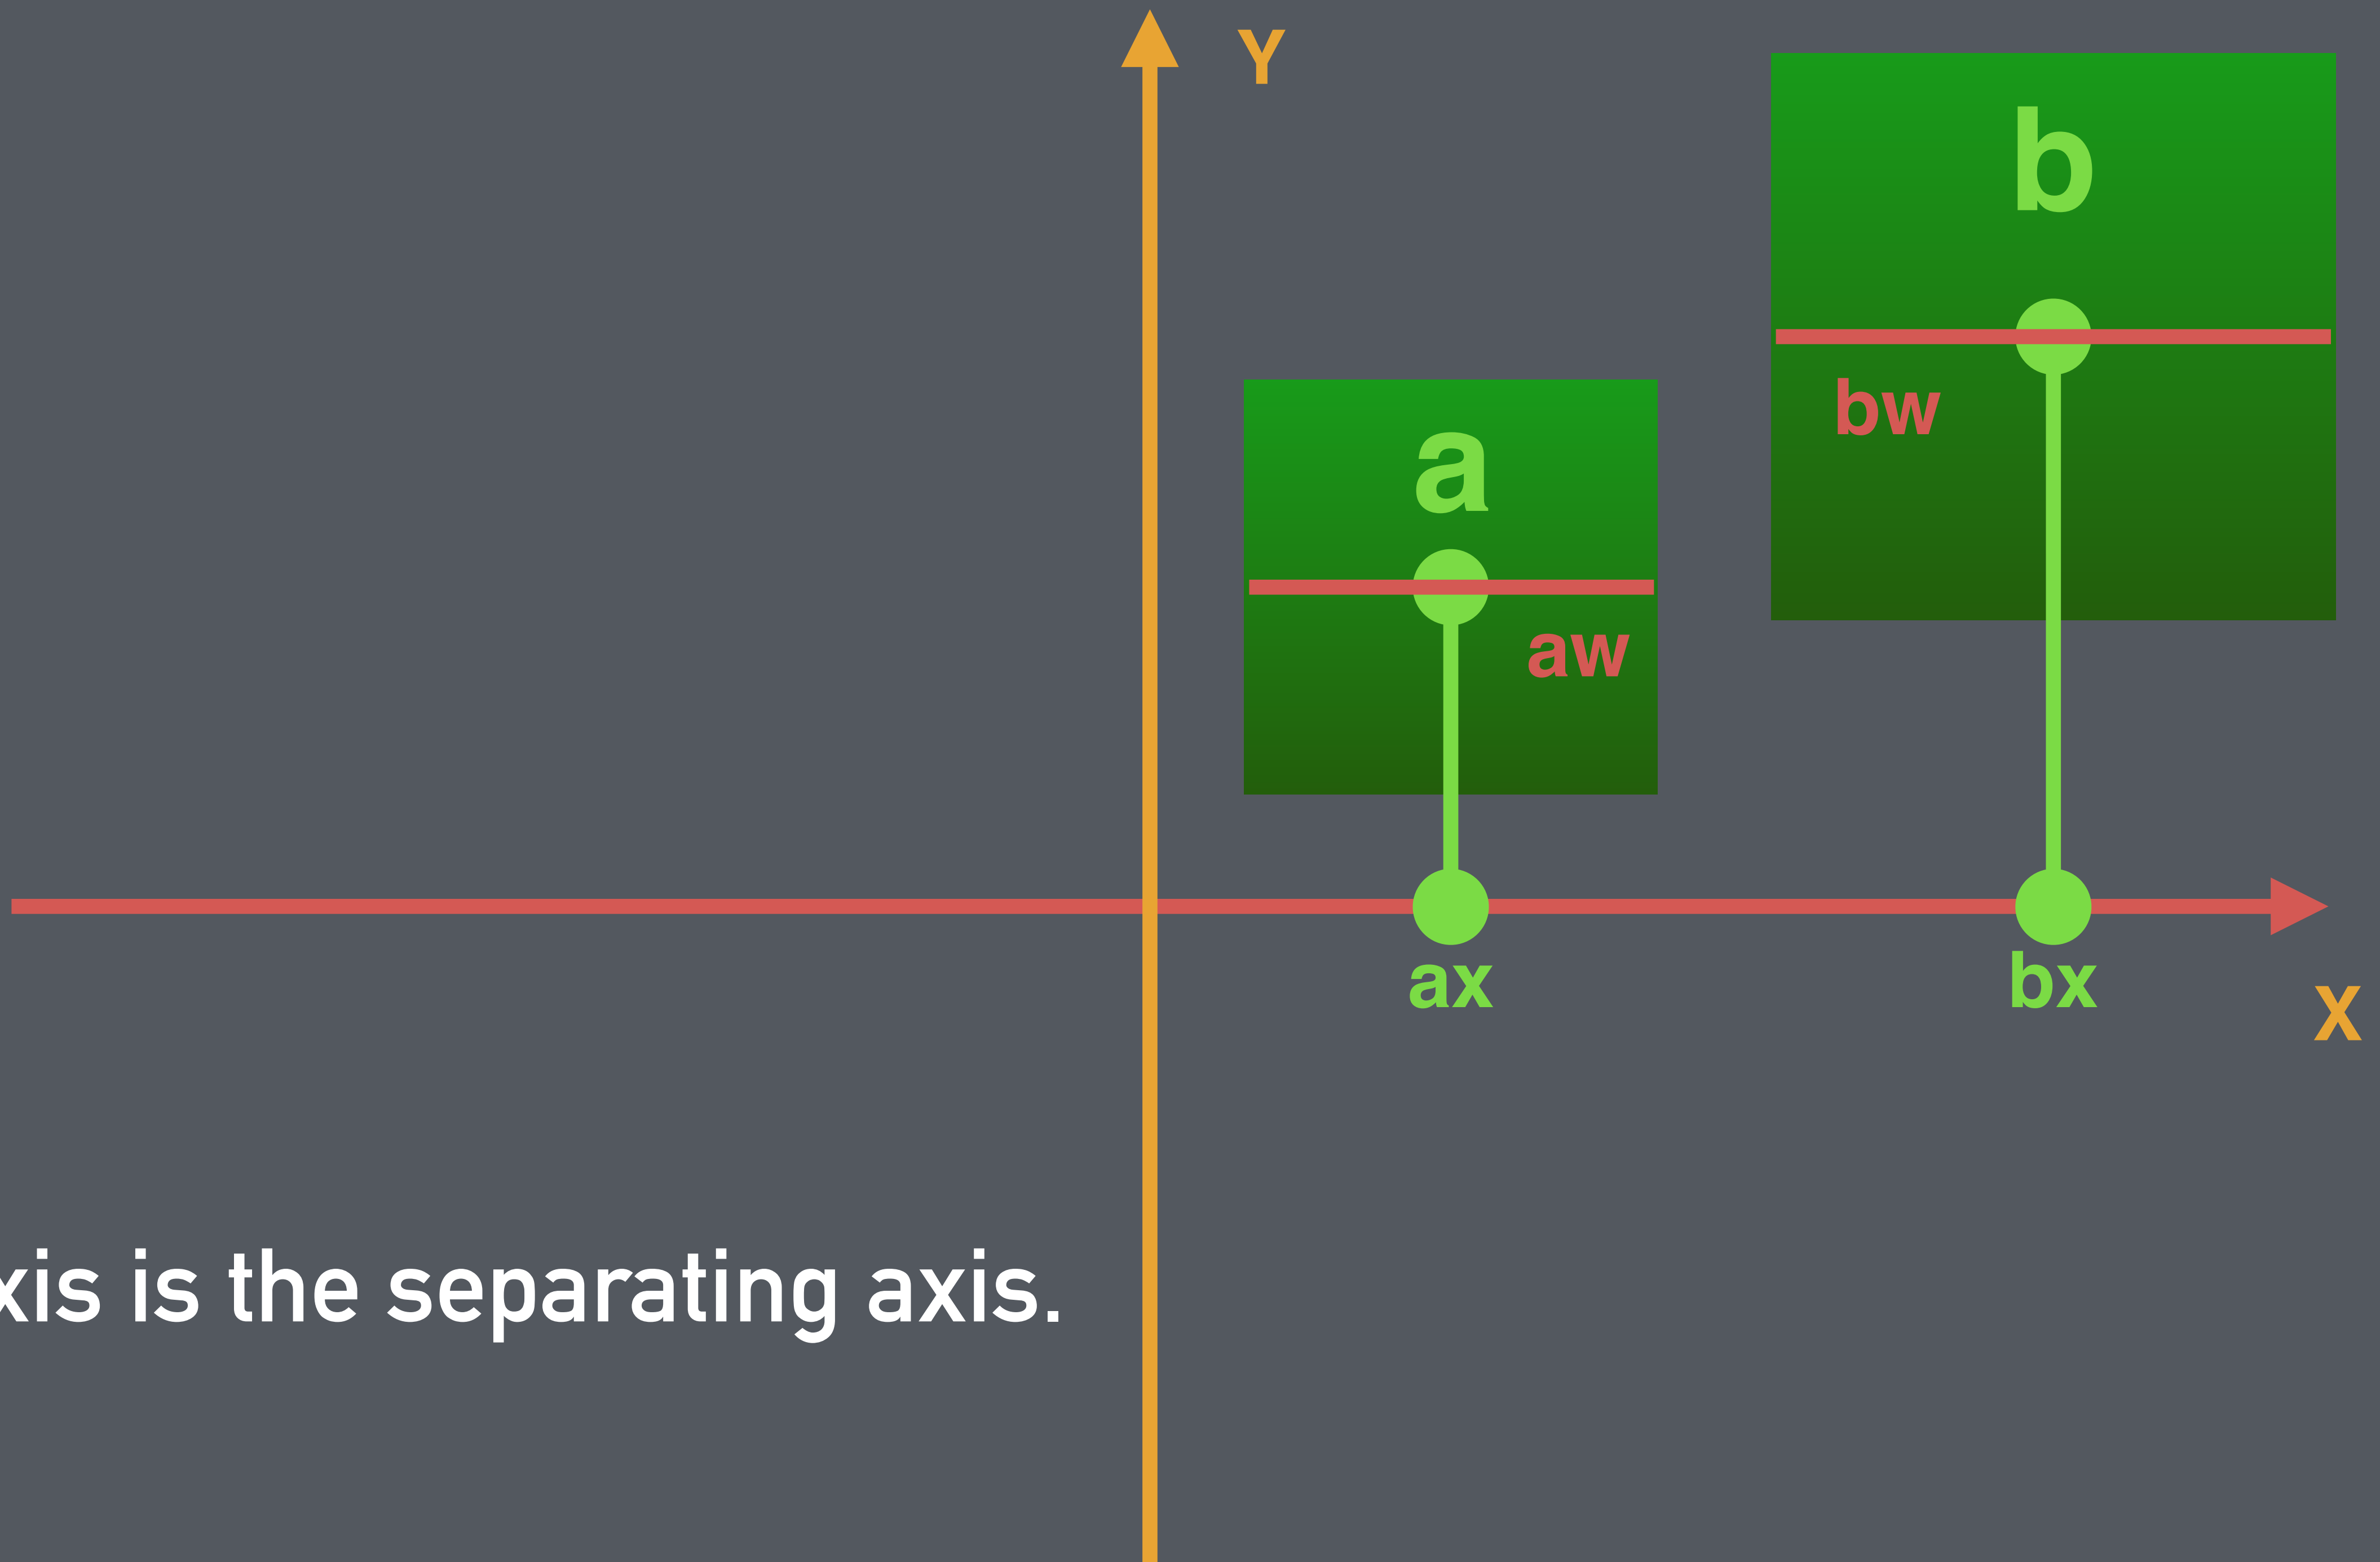 Y
b
bw
a
aw
ax
bx
X
xis is the separating axis.